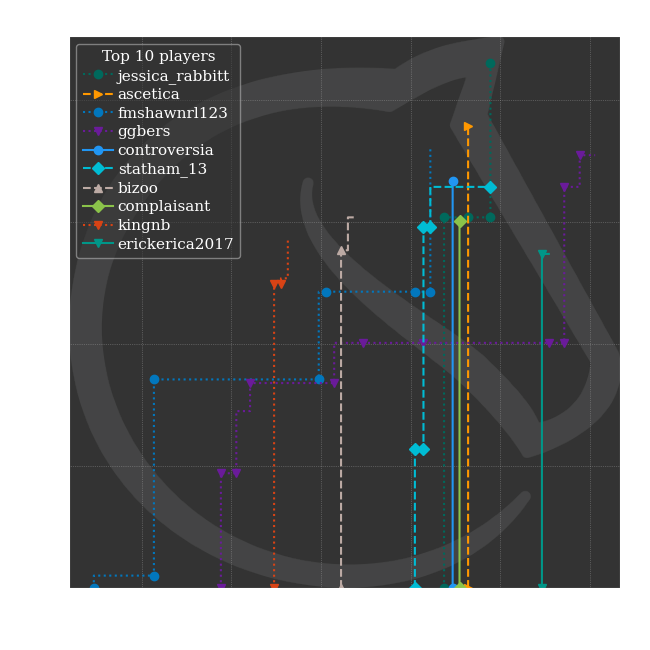 Top 10 players
jessica_rabbitt
ascetica
fmshawnrl123
ggbers
controversia
statham_13
bizoo
complaisant
kingnb
erickerica2017